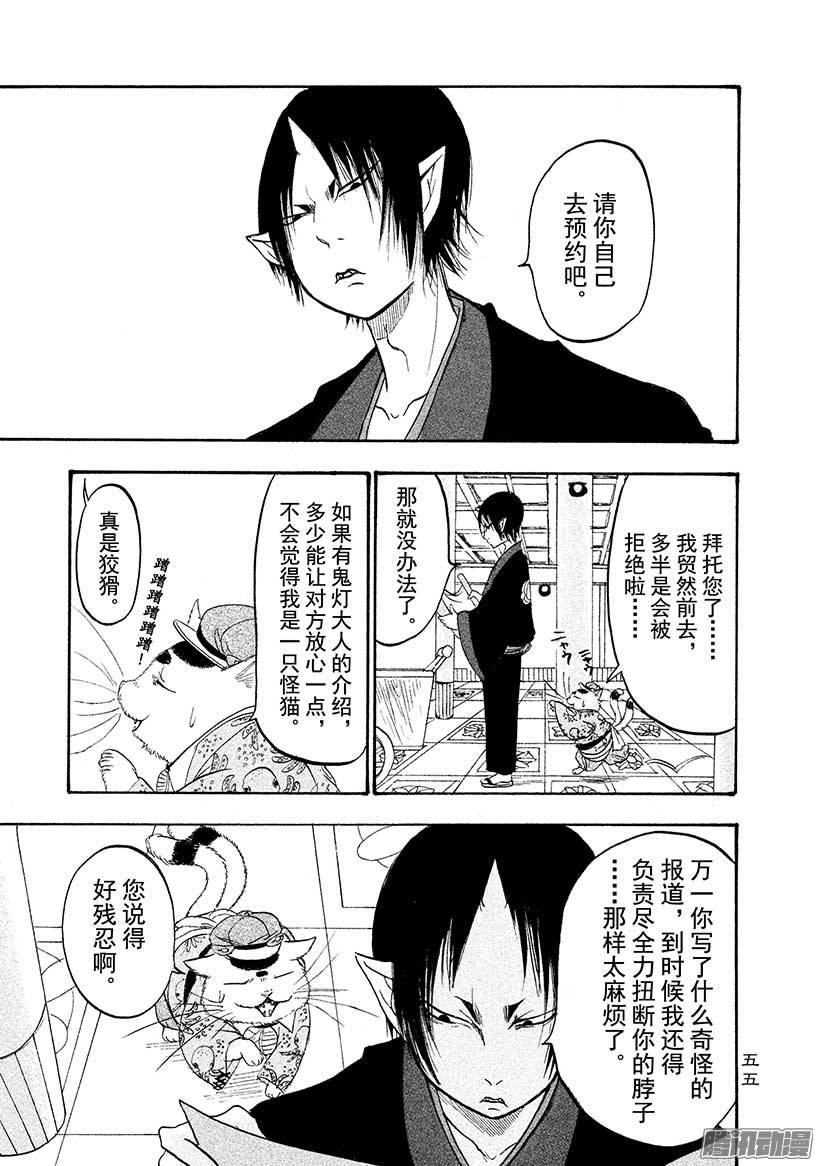 请你自己
去预约吧。
拜托您了……
我贸然前去，
多半是会被
拒绝啦……
那就没办法了。
如果有鬼灯大人的介绍，
多少能让对方放心一点，
不会觉得我是一只怪猫。
蹭蹭蹭蹭蹭蹭！
真是狡猾。
万一你写了什么奇怪的
报道，到时候我还得
负责尽全力扭断你的脖子
……那样太麻烦了。
您说得
好残忍啊。
五五
腾讯动漫